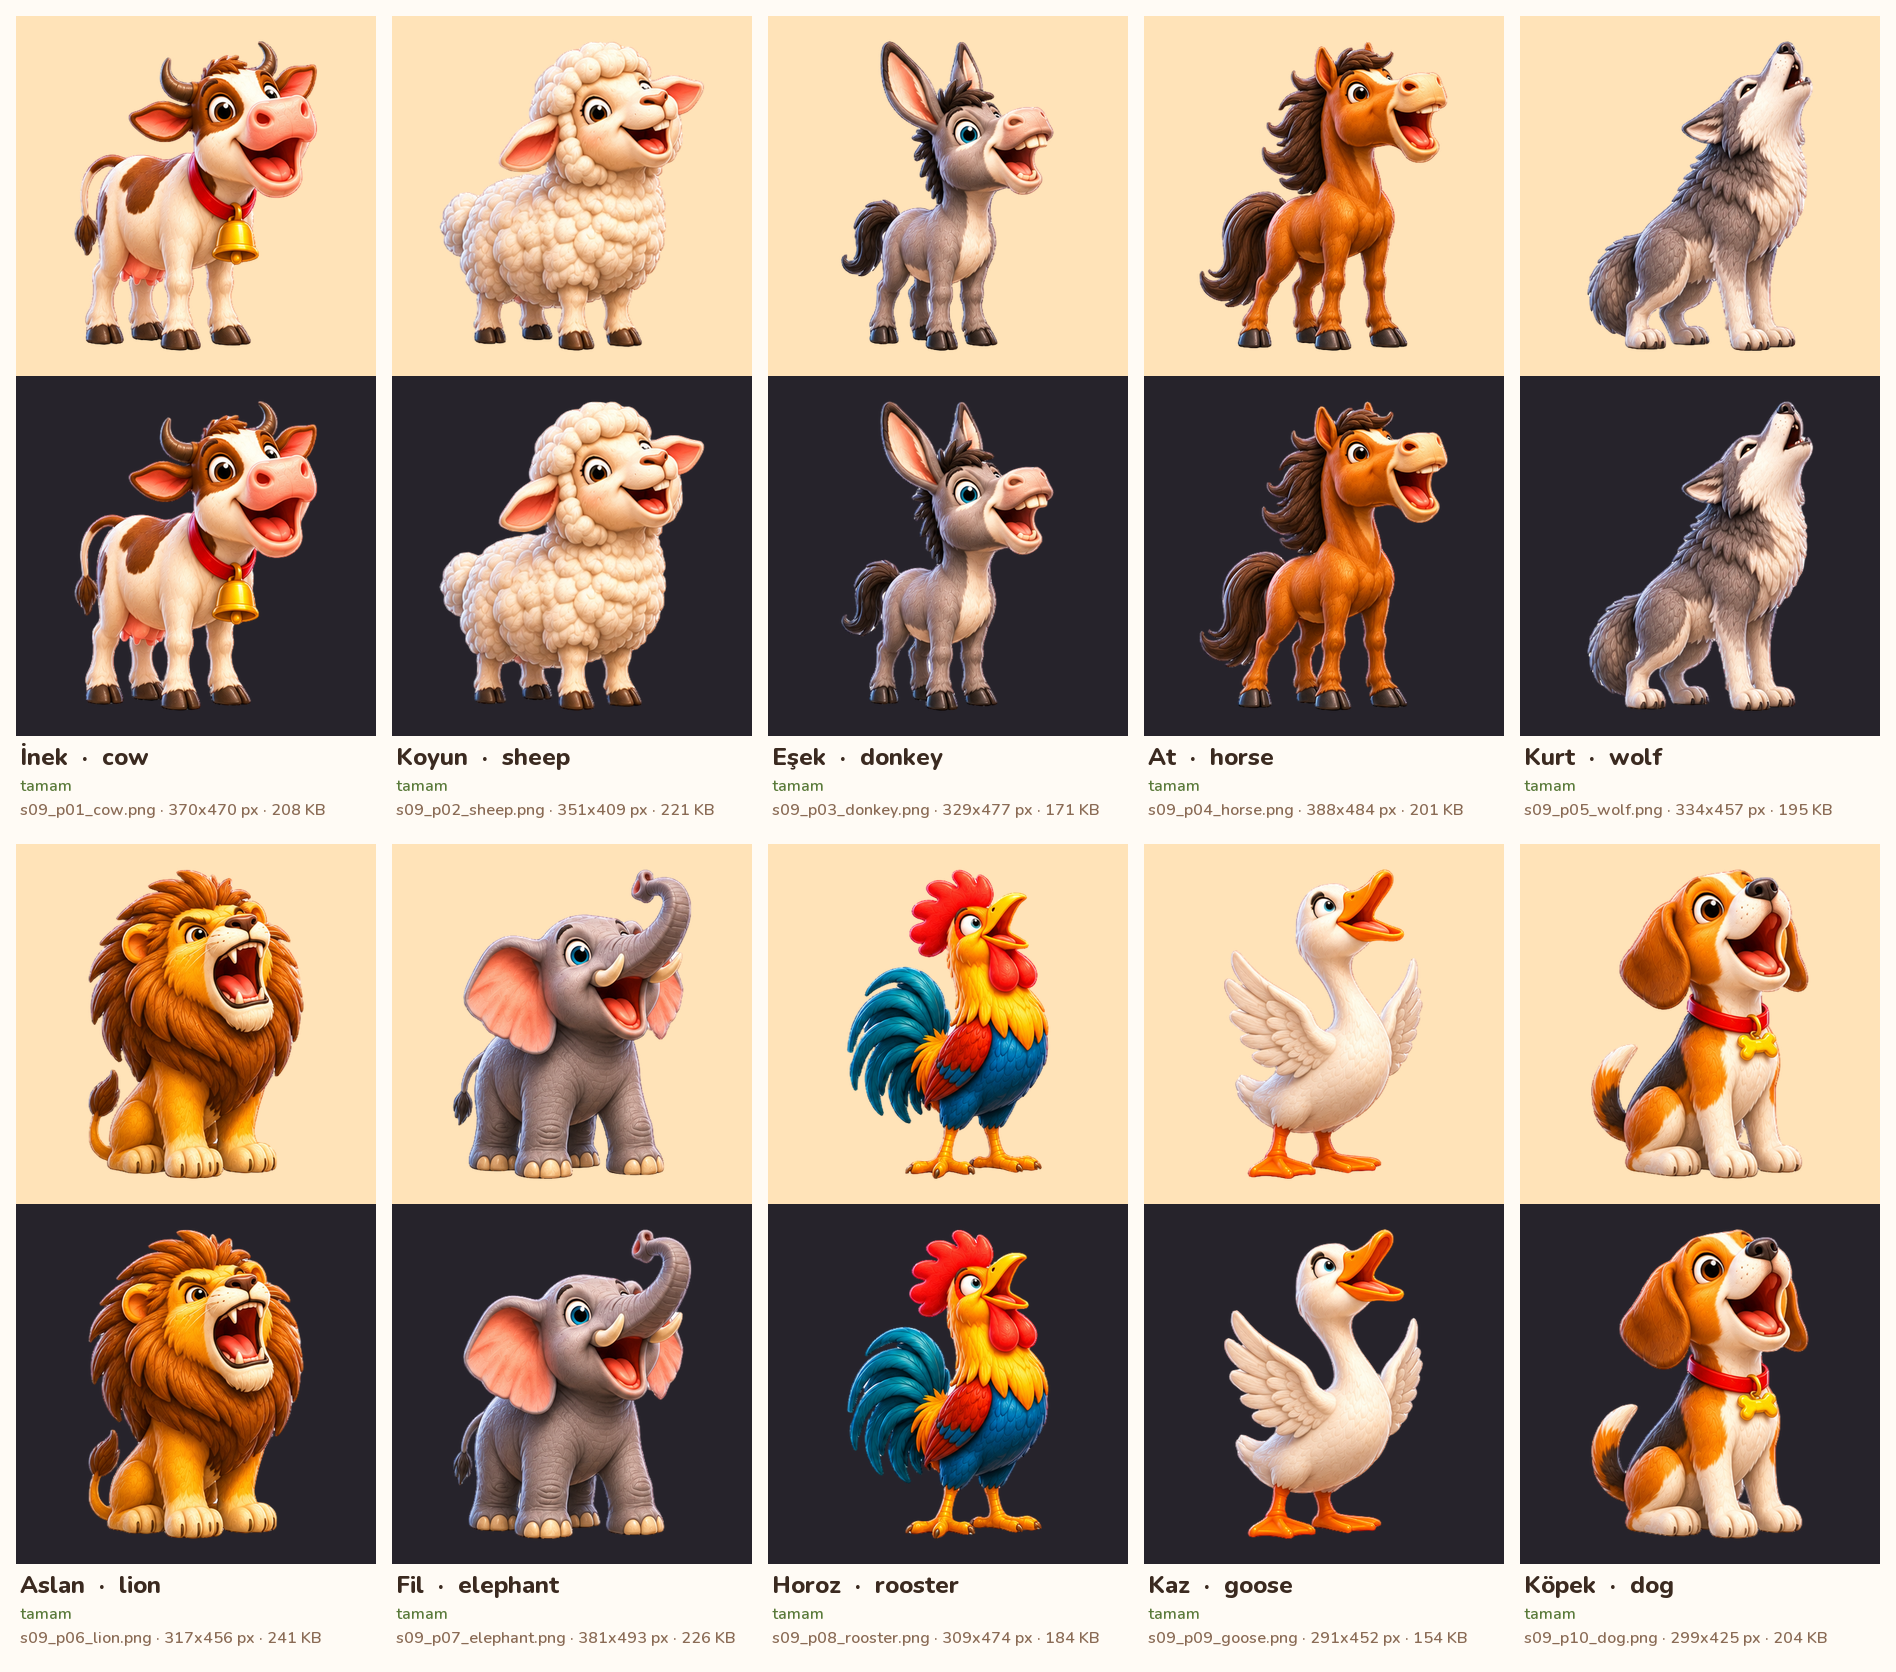 İnek · cow
tamam
s09_p01_cow.png · 370x470 px · 208 KB
Koyun · sheep
tamam
s09_p02_sheep.png · 351x409 px · 221 KB
Eşek · donkey
tamam
s09_p03_donkey.png · 329x477 px · 171 KB
At · horse
tamam
s09_p04_horse.png · 388x484 px · 201 KB
Kurt · wolf
tamam
s09_p05_wolf.png · 334x457 px · 195 KB
Aslan · lion
tamam
s09_p06_lion.png · 317x456 px · 241 KB
Fil · elephant
tamam
s09_p07_elephant.png · 381x493 px · 226 KB
Horoz · rooster
tamam
s09_p08_rooster.png · 309x474 px · 184 KB
Kaz · goose
tamam
s09_p09_goose.png · 291x452 px · 154 KB
Köpek · dog
tamam
s09_p10_dog.png · 299x425 px · 204 KB